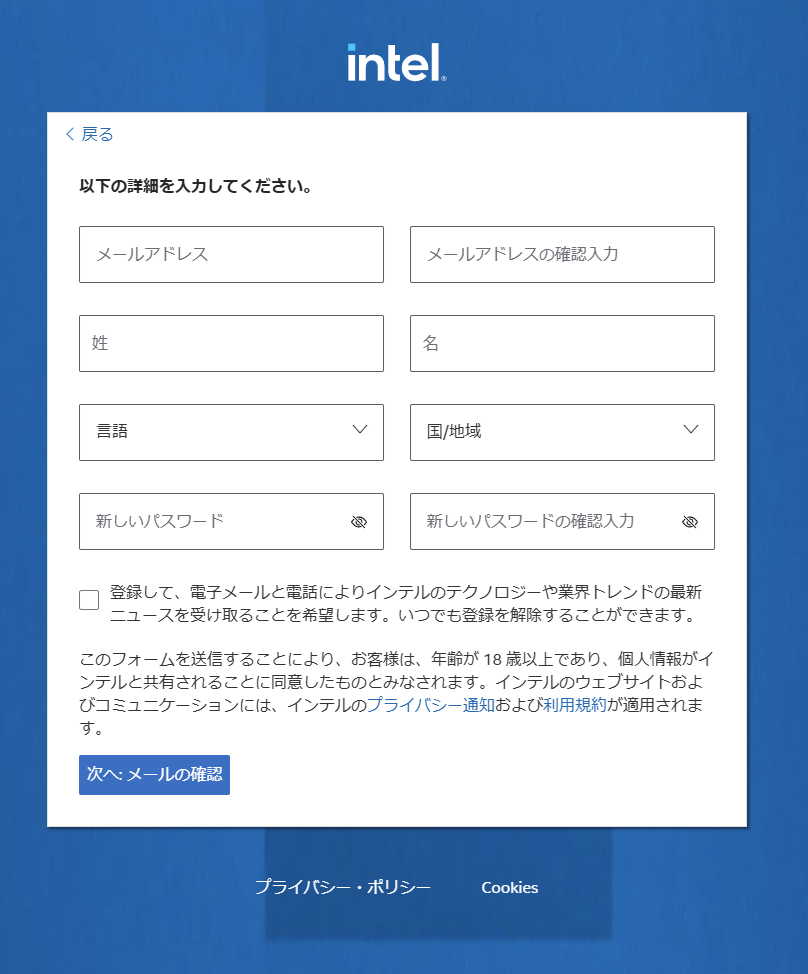 intel.
戻る
以下の詳細を入力してください。
メールアドレス
メールアドレスの確認入力
姓
名
言語
国/地域
新しいパスワード
新しいパスワードの確認入力
登録して、電子メールと電話によりインテルのテクノロジーや業界トレンドの最新
ニュースを受け取ることを希望します。いつでも登録を解除することができます。
このフォームを送信することにより、お客様は、年齢が 18 歳以上であり、個人情報がイ
ンテルと共有されることに同意したものとみなされます。インテルのウェブサイトおよ
びコミュニケーションには、インテルのプライバシー通知および利用規約が適用されま
す。
次へ: メールの確認
プライバシー・ポリシー
Cookies